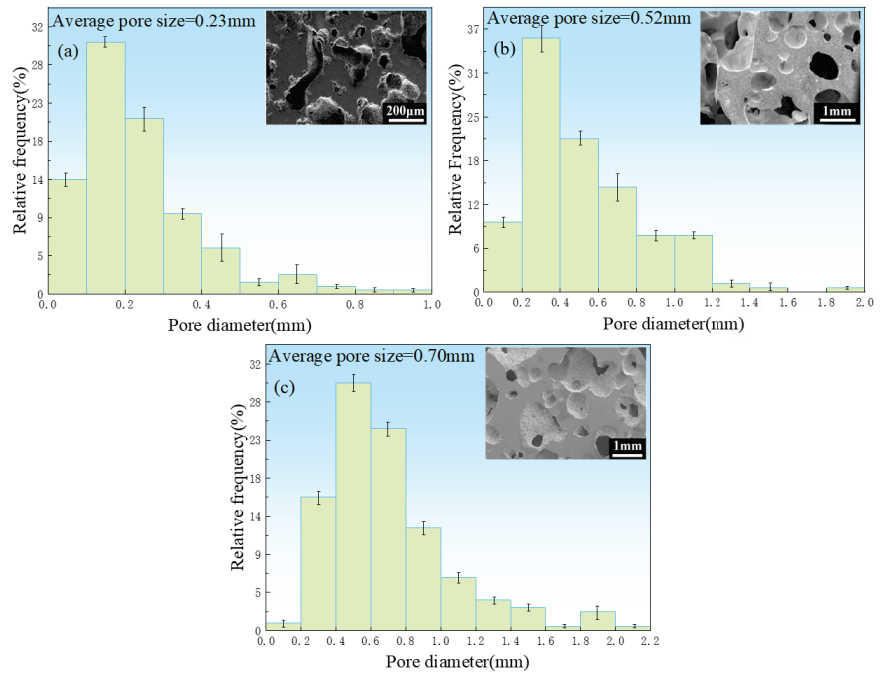 Average pore size=0.23mm
(a)
200μm
Relative frequency(%)
32
28
23
18
14
9
5
0
0.0 0.2 0.4 0.6 0.8 1.0
Pore diameter(mm)
Average pore size=0.52mm
(b)
1mm
Relative Frequency(%)
37
31
25
18
12
6
0
0.0 0.2 0.4 0.6 0.8 1.0 1.2 1.4 1.6 1.8 2.0
Pore diameter(mm)
Average pore size=0.70mm
(c)
1mm
Relative frequency(%)
32
28
23
18
14
9
5
0
0.0 0.2 0.4 0.6 0.8 1.0 1.2 1.4 1.6 1.8 2.0 2.2
Pore diameter(mm)